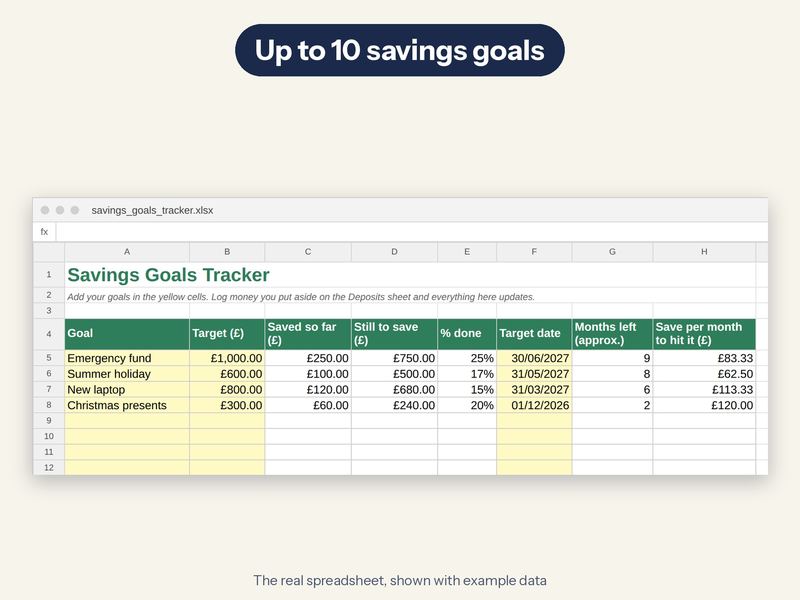 Up to 10 savings goals
savings_goals_tracker.xlsx
fx
A B C D E F G H
1 Savings Goals Tracker
2 Add your goals in the yellow cells. Log money you put aside on the Deposits sheet and everything here updates.
3
4 Goal Target (£) Saved so far (£) Still to save (£) % done Target date Months left (approx.) Save per month to hit it (£)
5 Emergency fund £1,000.00 £250.00 £750.00 25% 30/06/2027 9 £83.33
6 Summer holiday £600.00 £100.00 £500.00 17% 31/05/2027 8 £62.50
7 New laptop £800.00 £120.00 £680.00 15% 31/03/2027 6 £113.33
8 Christmas presents £300.00 £60.00 £240.00 20% 01/12/2026 2 £120.00
9
10
11
12
The real spreadsheet, shown with example data